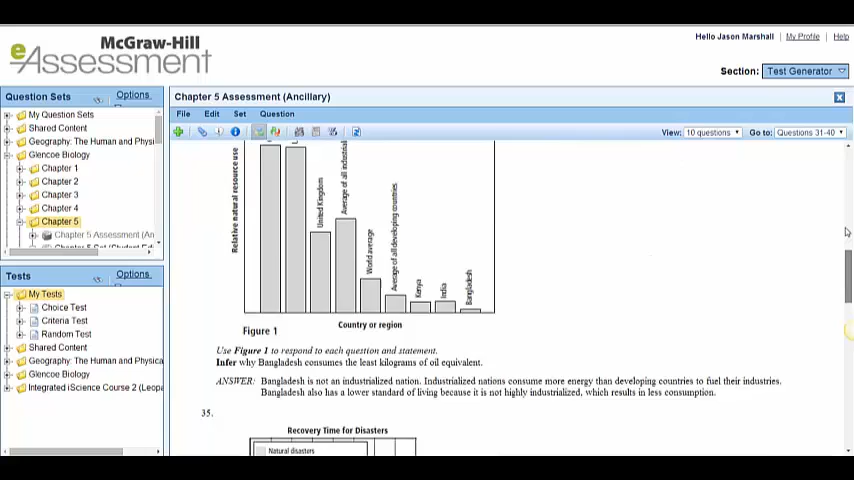 Hello Jason Marshall | My Profile | Help
McGraw-Hill
eAssessment
Section: Test Generator
Question Sets Options
My Question Sets
Shared Content
Geography: The Human and Physi
Glencoe Biology
Chapter 1
Chapter 2
Chapter 3
Chapter 4
Chapter 5
Chapter 5 Assessment (An
Tests Options
My Tests
Choice Test
Criteria Test
Random Test
Shared Content
Geography: The Human and Physica
Glencoe Biology
Integrated iScience Course 2 (Leopa
Chapter 5 Assessment (Ancillary)
File Edit Set Question
View: 10 questions Go to: Questions 31-40
Relative natural resource use
United Kingdom
Average of all industrial
World average
Average of all developing countries
Kenya
India
Bangladesh
Country or region
Figure 1
Use Figure 1 to respond to each question and statement.
Infer why Bangladesh consumes the least kilograms of oil equivalent.
ANSWER: Bangladesh is not an industrialized nation. Industrialized nations consume more energy than developing countries to fuel their industries.
Bangladesh also has a lower standard of living because it is not highly industrialized, which results in less consumption.
35.
Recovery Time for Disasters
Natural disasters